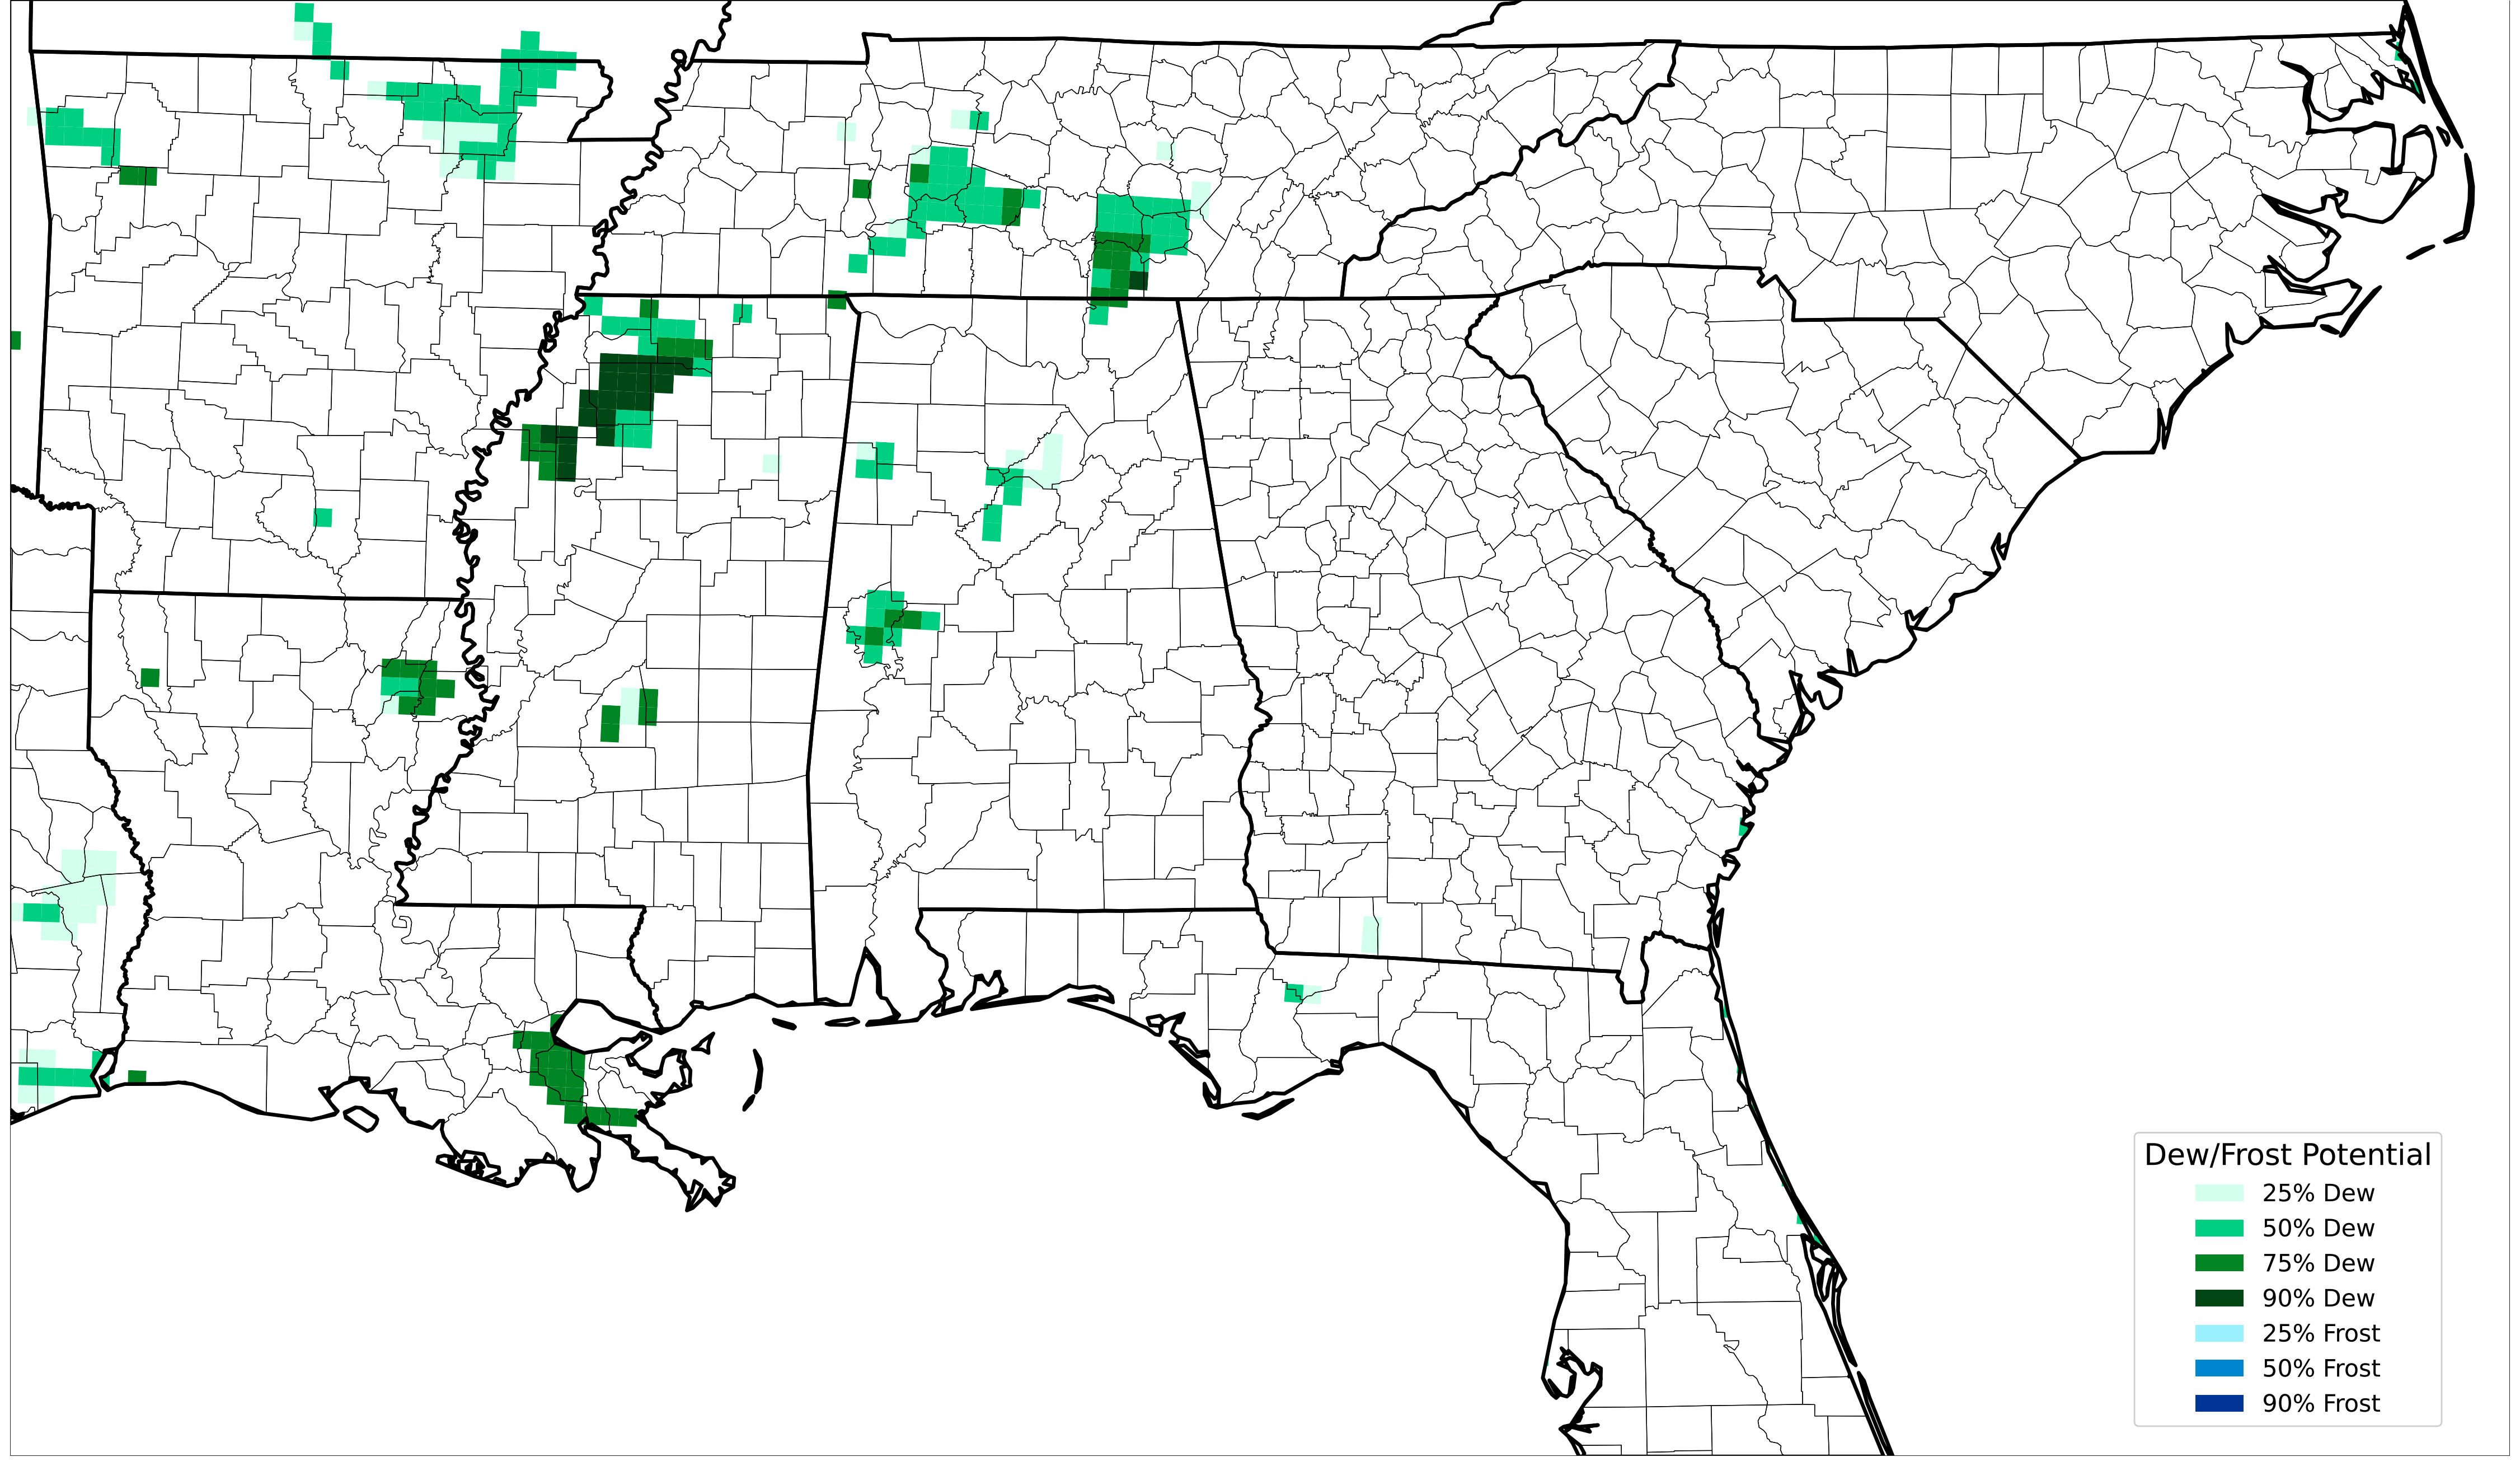 Dew/Frost Potential
25% Dew
50% Dew
75% Dew
90% Dew
25% Frost
50% Frost
90% Frost